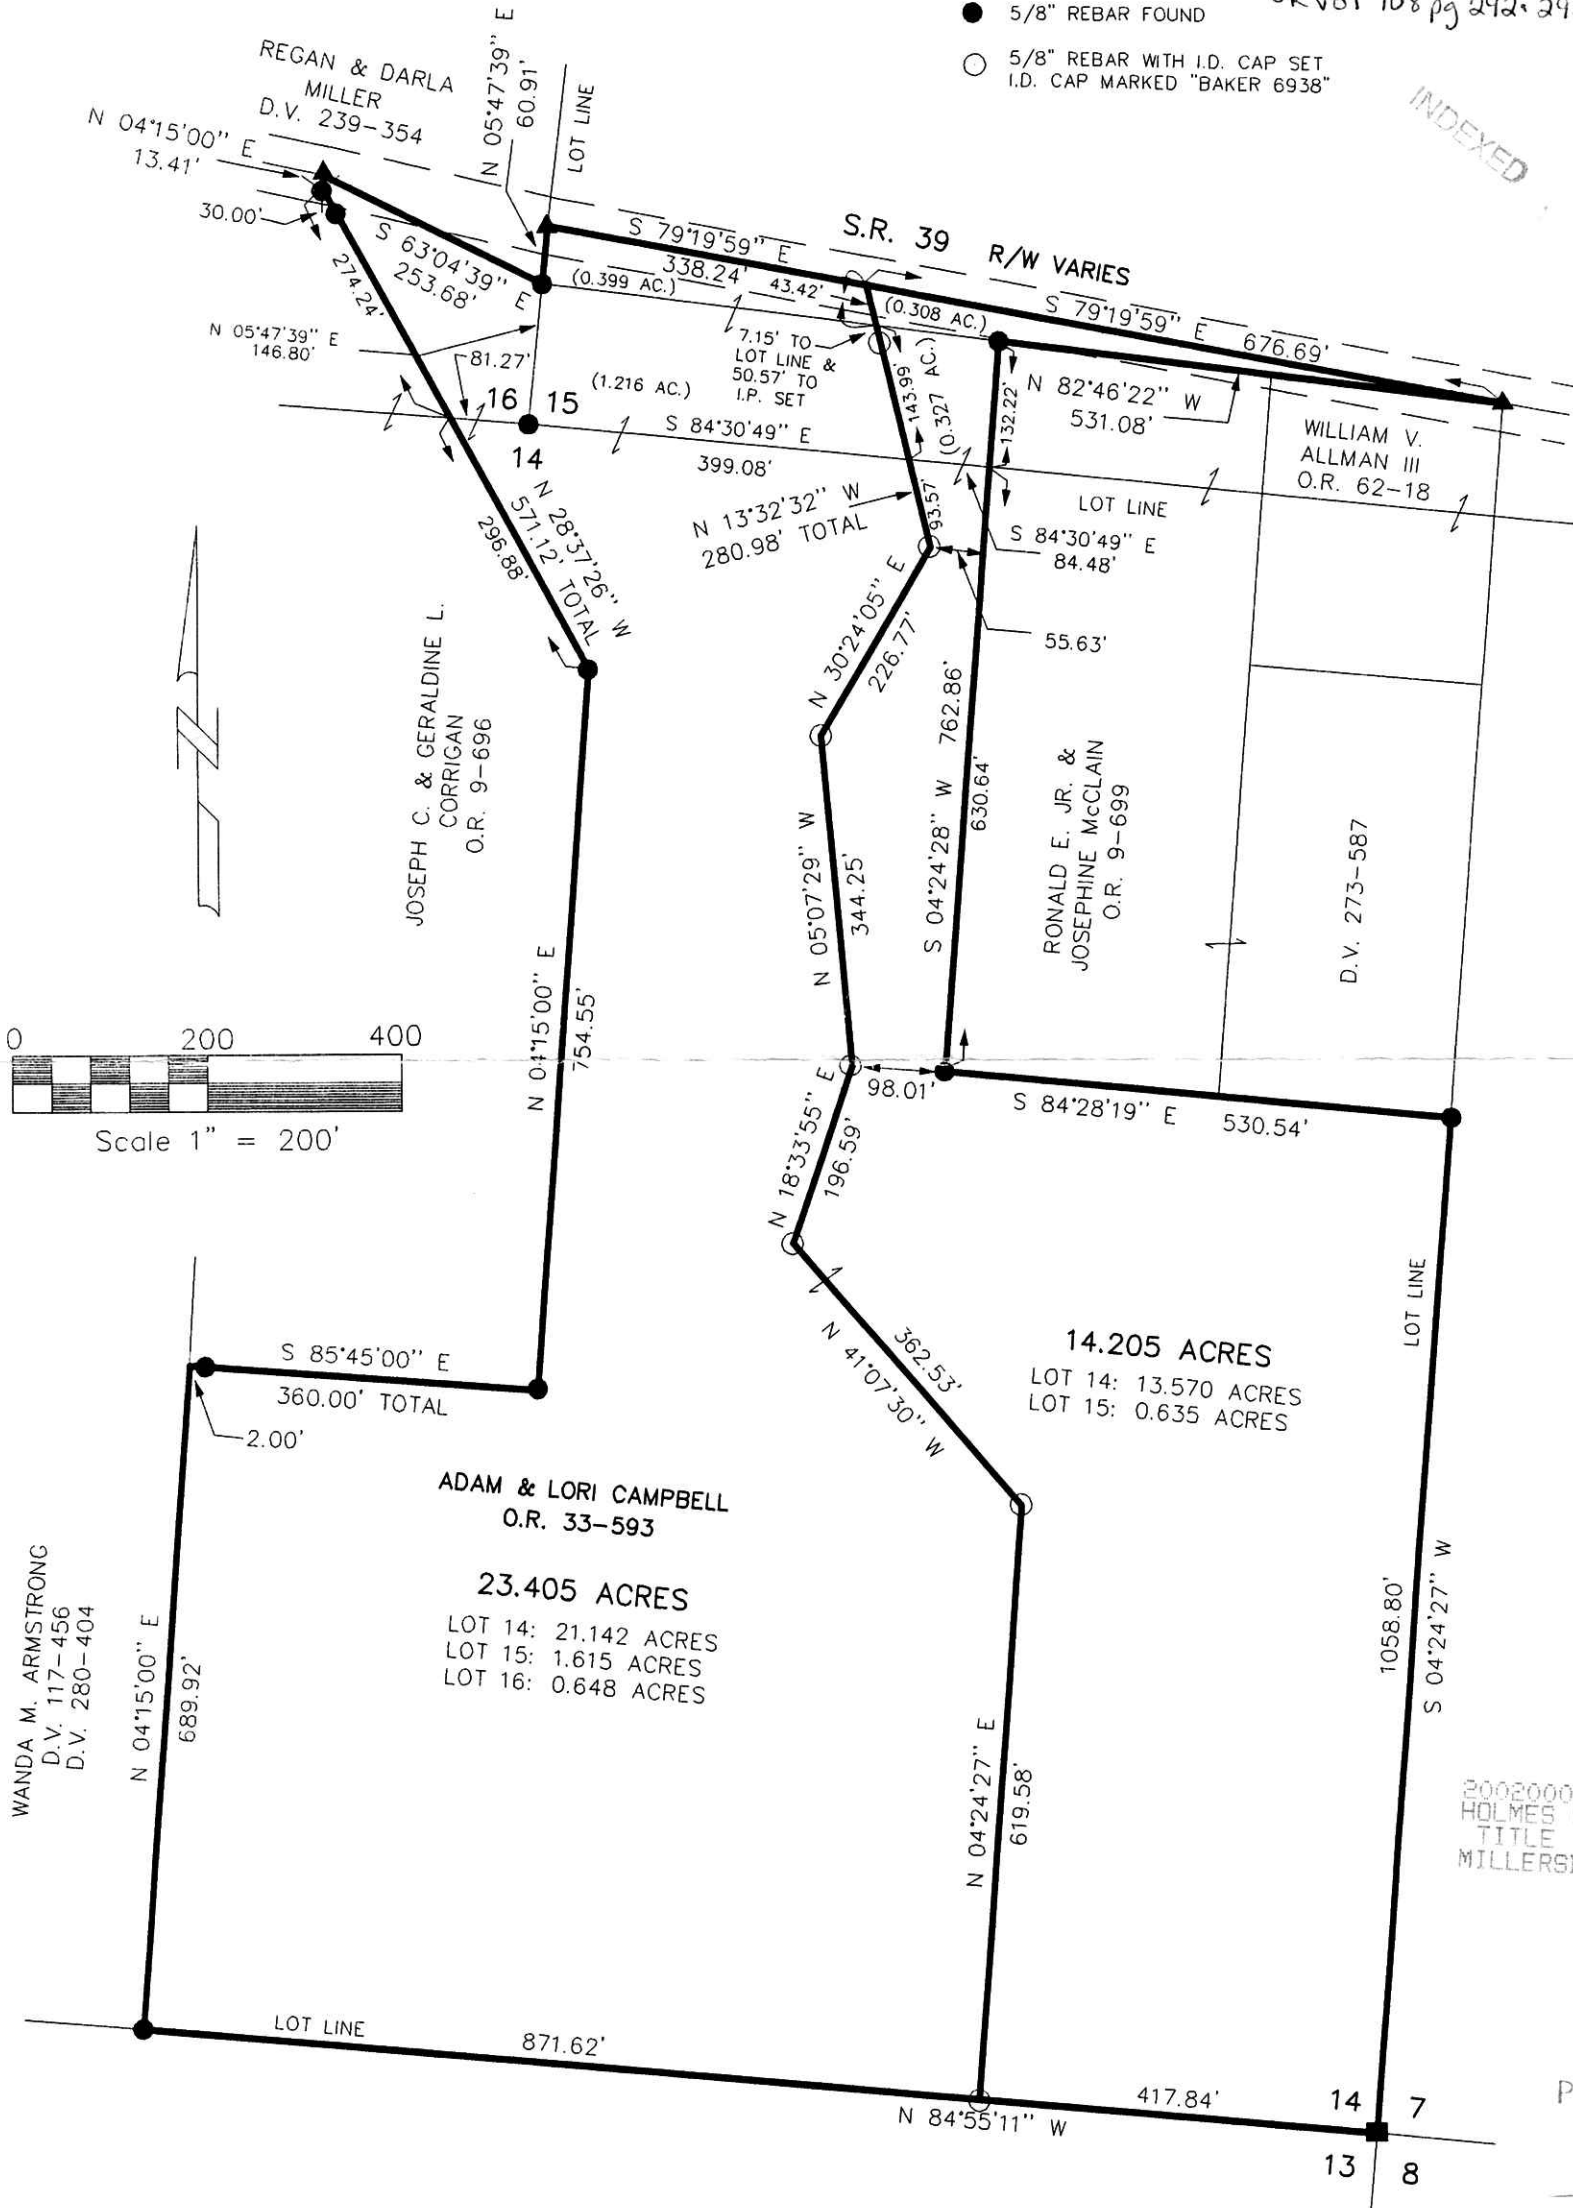 5/8" REBAR FOUND
5/8" REBAR WITH I.D. CAP SET
I.D. CAP MARKED "BAKER 6938"
pg 292
INDEXED
REGAN & DARLA
MILLER
D.V. 239-354
N 04°15'00" E
13.41'
30.00'
N 05°47'39" E
60.91'
LOT LINE
S 63°04'39" E
253.68'
274.24'
S 79°19'59" E
338.24'
S.R. 39 R/W VARIES
S 79°19'59" E
676.69'
(0.399 AC.)
43.42'
(0.308 AC.)
N 05°47'39" E
146.80'
81.27'
16 15
14
(1.216 AC.)
7.15' TO
LOT LINE &
50.57' TO
I.P. SET
143.99'
(0.327 AC.)
132.22'
N 82°46'22" W
531.08'
WILLIAM V.
ALLMAN III
O.R. 62-18
S 84°30'49" E
399.08'
LOT LINE
N 28°37'26" W
571.12' TOTAL
296.88'
N 13°32'32" W
280.98' TOTAL
93.57'
S 84°30'49" E
84.48'
55.63'
N 30°24'05" E
226.77'
JOSEPH C. & GERALDINE L.
CORRIGAN
O.R. 9-696
S 04°24'28" W 762.86'
630.64'
RONALD E. JR. &
JOSEPHINE McCLAIN
O.R. 9-699
D.V. 273-587
N 05°07'29" W
344.25'
N 04°15'00" E
754.55'
0 200 400
Scale 1" = 200'
98.01'
S 84°28'19" E 530.54'
N 18°33'55" E
196.59'
LOT LINE
N 41°07'30" W
362.53'
14.205 ACRES
LOT 14: 13.570 ACRES
LOT 15: 0.635 ACRES
S 85°45'00" E
360.00' TOTAL
2.00'
ADAM & LORI CAMPBELL
O.R. 33-593
23.405 ACRES
LOT 14: 21.142 ACRES
LOT 15: 1.615 ACRES
LOT 16: 0.648 ACRES
WANDA M. ARMSTRONG
D.V. 117-456
D.V. 280-404
N 04°15'00" E
689.92'
N 04°24'27" E
619.58'
1058.80'
S 04°24'27" W
2002000
HOLMES
TITLE
LOT LINE
871.62'
N 84°55'11" W
417.84'
14 7
13 8
P